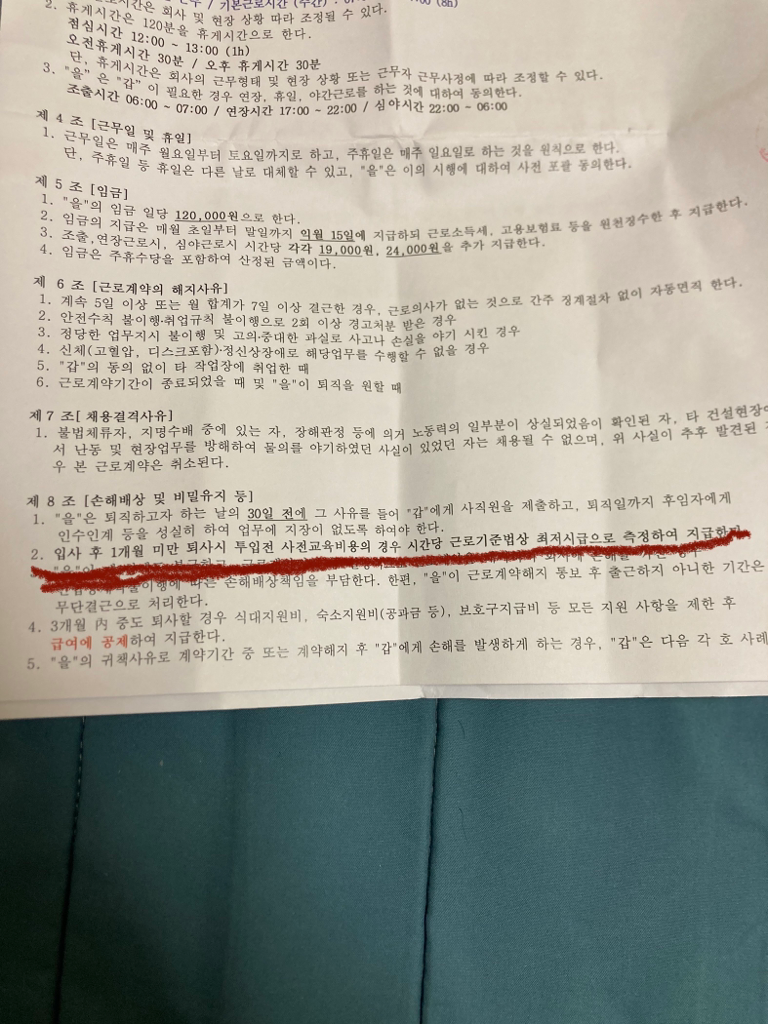 근무 / 기본근로시간 (주간) : 00 (8h)
2. 휴게시간은 회사 및 현장 상황 따라 조정될 수 있다.
휴게시간은 120분을 휴게시간으로 한다.
점심시간 12:00 ~ 13:00 (1h)
오전휴게시간 30분 / 오후 휴게시간 30분
단, 휴게시간은 회사의 근무형태 및 현장 상황 또는 근무자 근무사정에 따라 조정할 수 있다.
3. "을" 은 "갑" 이 필요한 경우 연장, 휴일, 야간근로를 하는 것에 대하여 동의한다.
조출시간 06:00 ~ 07:00 / 연장시간 17:00 ~ 22:00 / 심야시간 22:00 ~ 06:00
제 4 조 [근무일 및 휴일]
1. 근무일은 매주 월요일부터 토요일까지로 하고, 주휴일은 매주 일요일로 하는 것을 원칙으로 한다.
단, 주휴일 등 휴일은 다른 날로 대체할 수 있고, "을"은 이의 시행에 대하여 사전 포괄 동의한다.
제 5 조 [임금]
1. "을"의 임금 일당 120,000원으로 한다.
2. 임금의 지급은 매월 초일부터 말일까지 익월 15일에 지급하되 근로소득세, 고용보험료 등을 원천징수한 후 지급한다.
3. 조출,연장근로시, 심야근로시 시간당 각각 19,000원, 24,000원을 추가 지급한다.
4. 임금은 주휴수당을 포함하여 산정된 금액이다.
제 6 조 [근로계약의 해지사유]
1. 계속 5일 이상 또는 월 합계가 7일 이상 결근한 경우, 근로의사가 없는 것으로 간주 징계절차 없이 자동면직 한다.
2. 안전수칙 불이행·취업규칙 불이행으로 2회 이상 경고처분 받은 경우
3. 정당한 업무지시 불이행 및 고의·중대한 과실로 사고나 손실을 야기 시킨 경우
4. 신체(고혈압, 디스크포함)·정신상장애로 해당업무를 수행할 수 없을 경우
5. "갑"의 동의 없이 타 작업장에 취업한 때
6. 근로계약기간이 종료되었을 때 및 "을"이 퇴직을 원할 때
제7 조[ 채용결격사유]
1. 불법체류자, 지명수배 중에 있는 자, 장해판정 등에 의거 노동력의 일부분이 상실되었음이 확인된 자, 타 건설현장에
서 난동 및 현장업무를 방해하여 물의를 야기하였던 사실이 있었던 자는 채용될 수 없으며, 위 사실이 추후 발견된
우 본 근로계약은 취소된다.
제 8 조 [손해배상 및 비밀유지 등]
1. "을"은 퇴직하고자 하는 날의 30일 전에 그 사유를 들어 "갑"에게 사직원을 제출하고, 퇴직일까지 후임자에게
인수인계 등을 성실히 하여 업무에 지장이 없도록 하여야 한다.
2. 입사 후 1개월 미만 퇴사시 투입전 사전교육비용의 경우 시간당 근로기준법상 최저시급으로 측정하여 지급한다
3. "을"이
따른 손해배상책임을 부담한다. 한편, "을"이 근로계약해지 통보 후 출근하지 아니한 기간은
무단결근으로 처리한다.
4. 3개월 內 중도 퇴사할 경우 식대지원비, 숙소지원비(공과금 등), 보호구지급비 등 모든 지원 사항을 제한 후
급여에 공제하여 지급한다.
5. "을"의 귀책사유로 계약기간 중 또는 계약해지 후 "갑"에게 손해를 발생하게 하는 경우, "갑"은 다음 각 호 사례